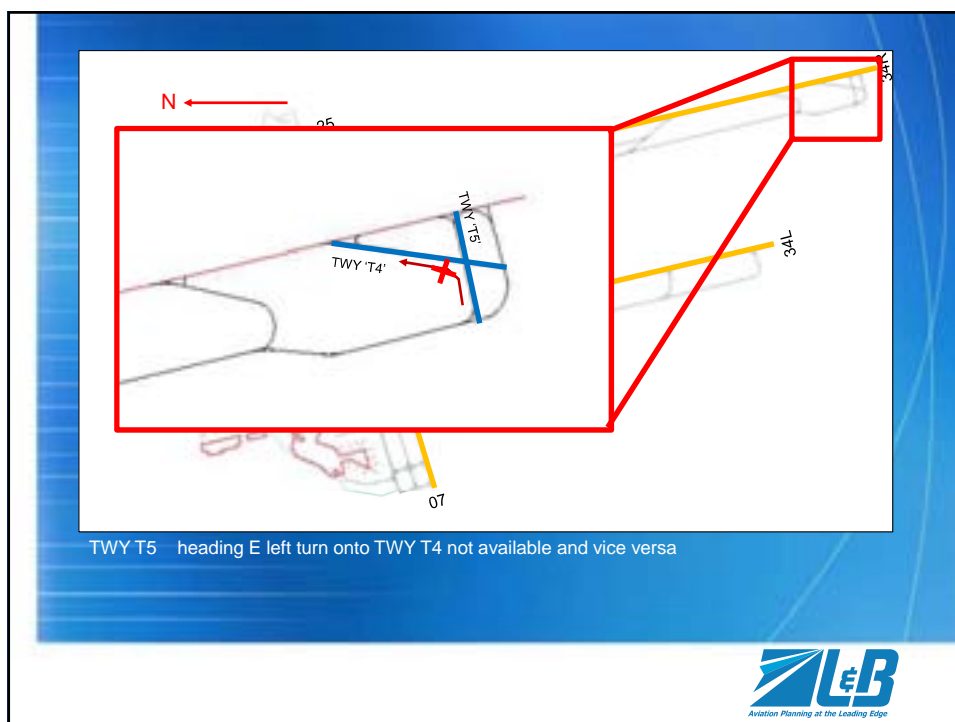 N
25
34R
TWY 'T5'
TWY 'T4'
34L
07
TWY T5 heading E left turn onto TWY T4 not available and vice versa
L&B
Aviation Planning at the Leading Edge